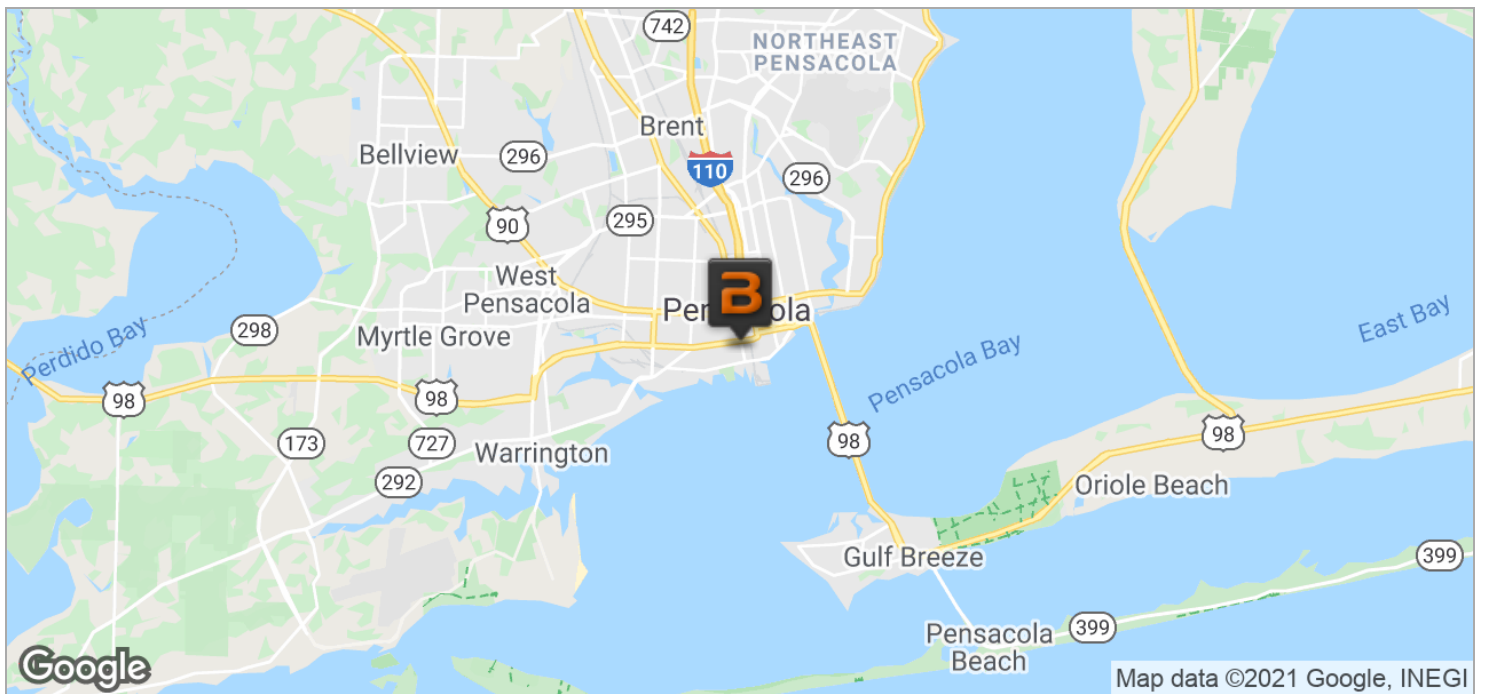 742
NORTHEAST
PENSACOLA
Brent
Bellview
296
110
296
90
295
West
Pensacola
B
Pensacola
Perdido Bay
298
Myrtle Grove
East Bay
Pensacola Bay
98
98
98
98
173
727
Warrington
292
Oriole Beach
Gulf Breeze
399
Pensacola
Beach
399
Google
Map data ©2021 Google, INEGI